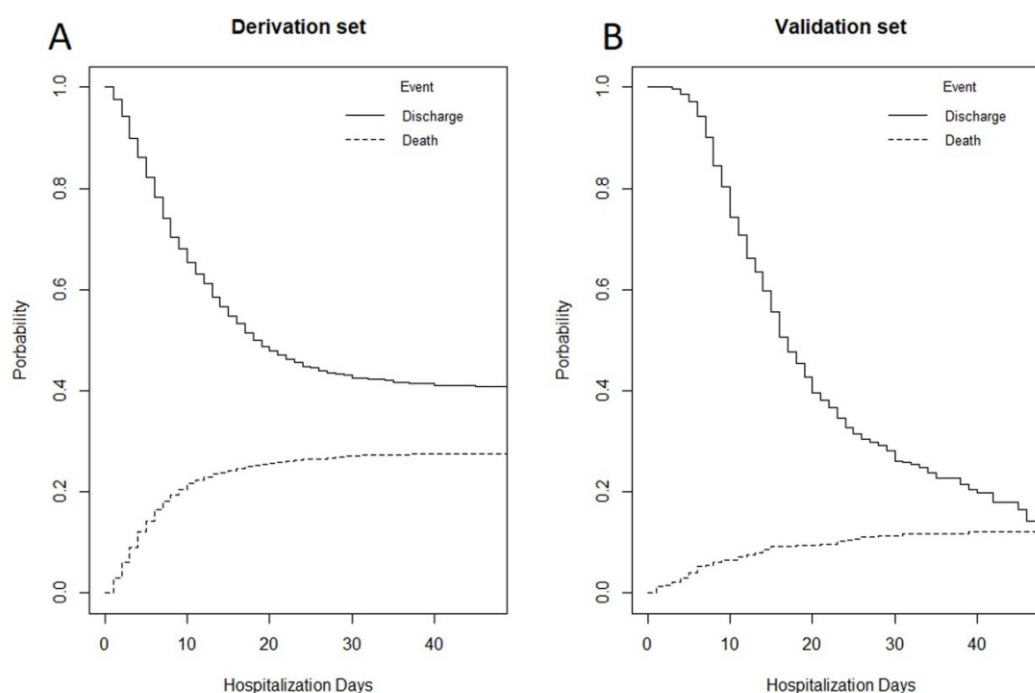 A
Derivation set
Event
Discharge
Death
Porbability
0.0 0.2 0.4 0.6 0.8 1.0
0 10 20 30 40
Hospitalization Days
B
Validation set
Event
Discharge
Death
Porbability
0.0 0.2 0.4 0.6 0.8 1.0
0 10 20 30 40
Hospitalization Days